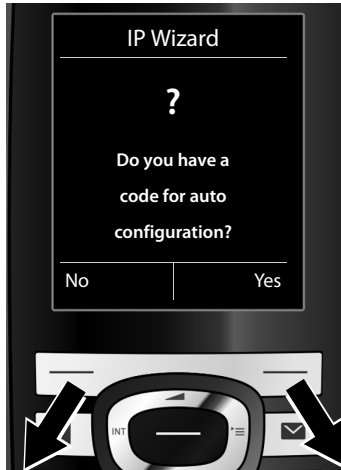 IP Wizard
?
Do you have a
code for auto
configuration?
No Yes
INT